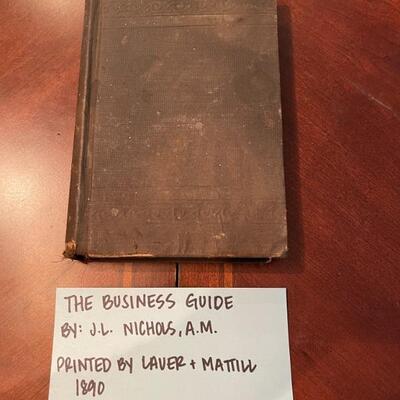 THE BUSINESS GUIDE
BY: J.L. NICHOLS, A.M.
PRINTED BY LAUER + MATTILL
1890